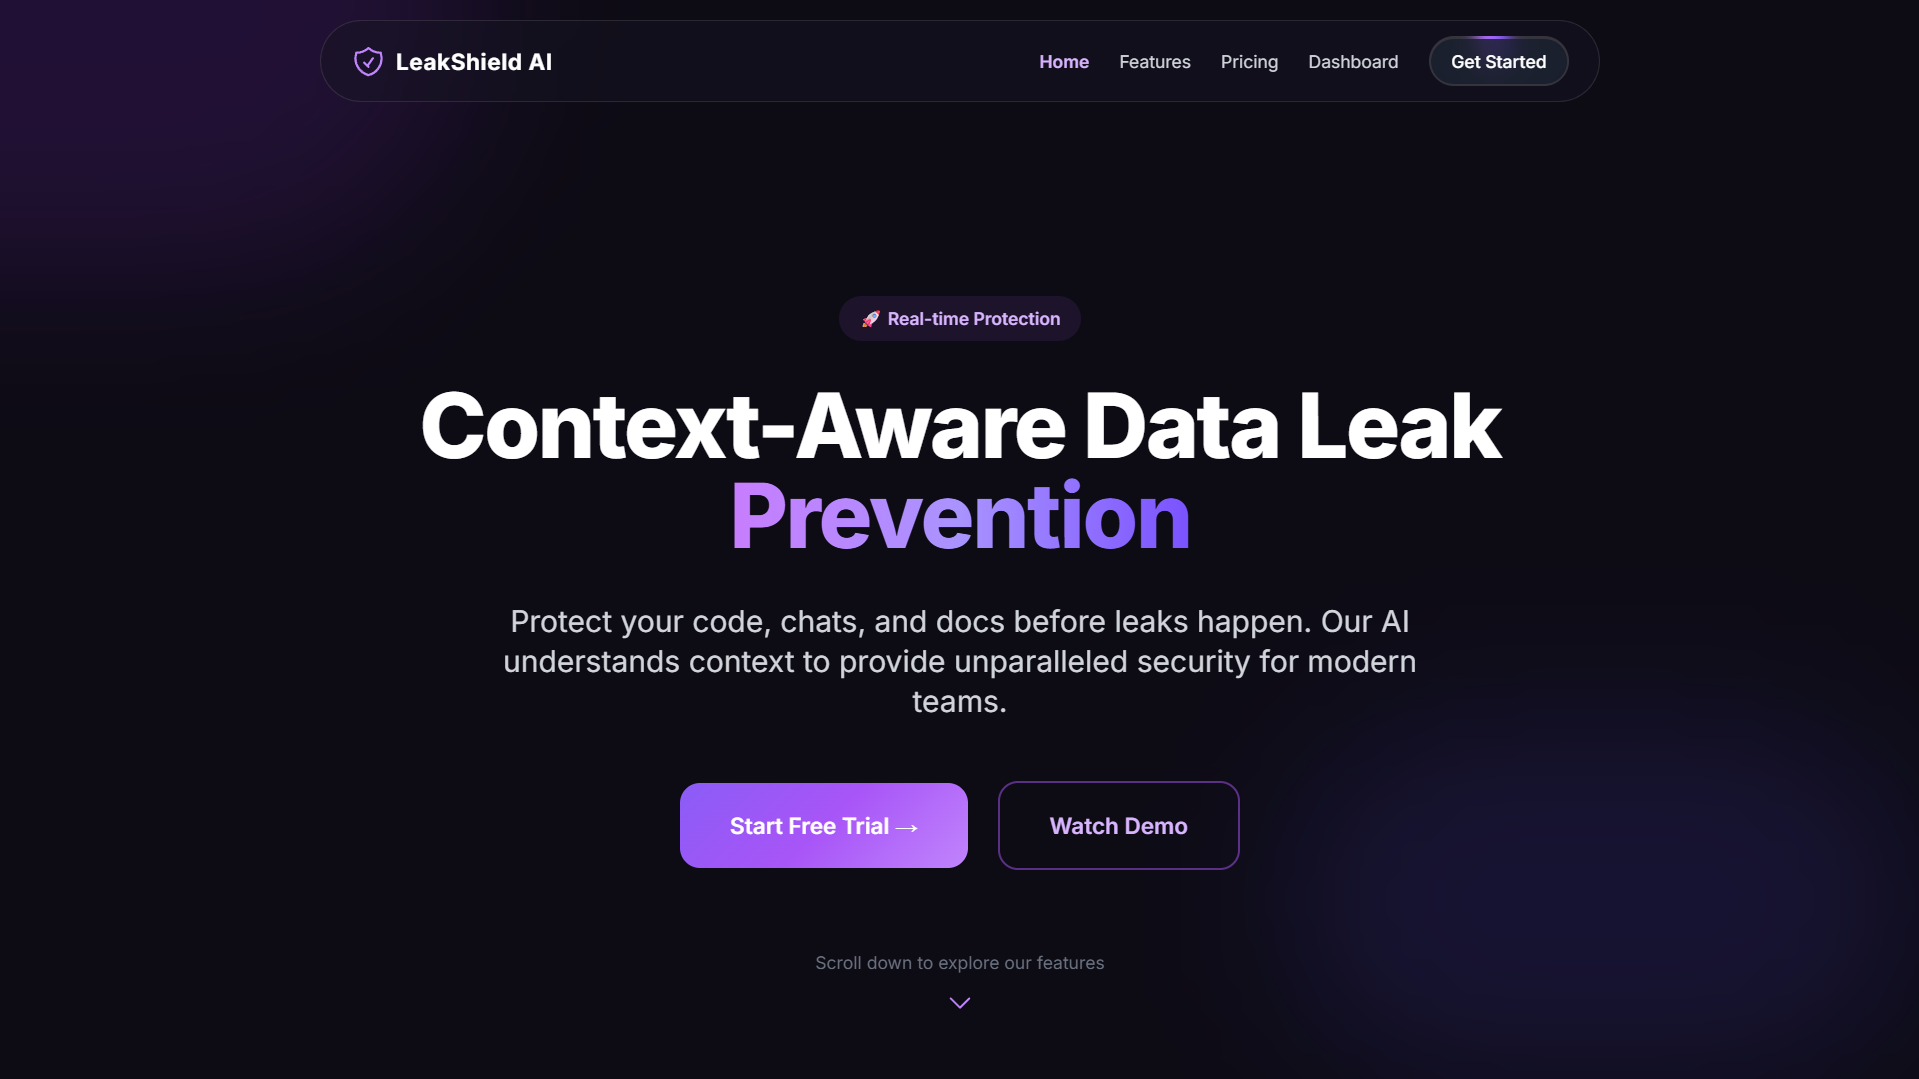 LeakShield AI
Home
Features
Pricing
Dashboard
Get Started
🚀 Real-time Protection
Context-Aware Data Leak
Prevention
Protect your code, chats, and docs before leaks happen. Our AI
understands context to provide unparalleled security for modern
teams.
Start Free Trial →
Watch Demo
Scroll down to explore our features